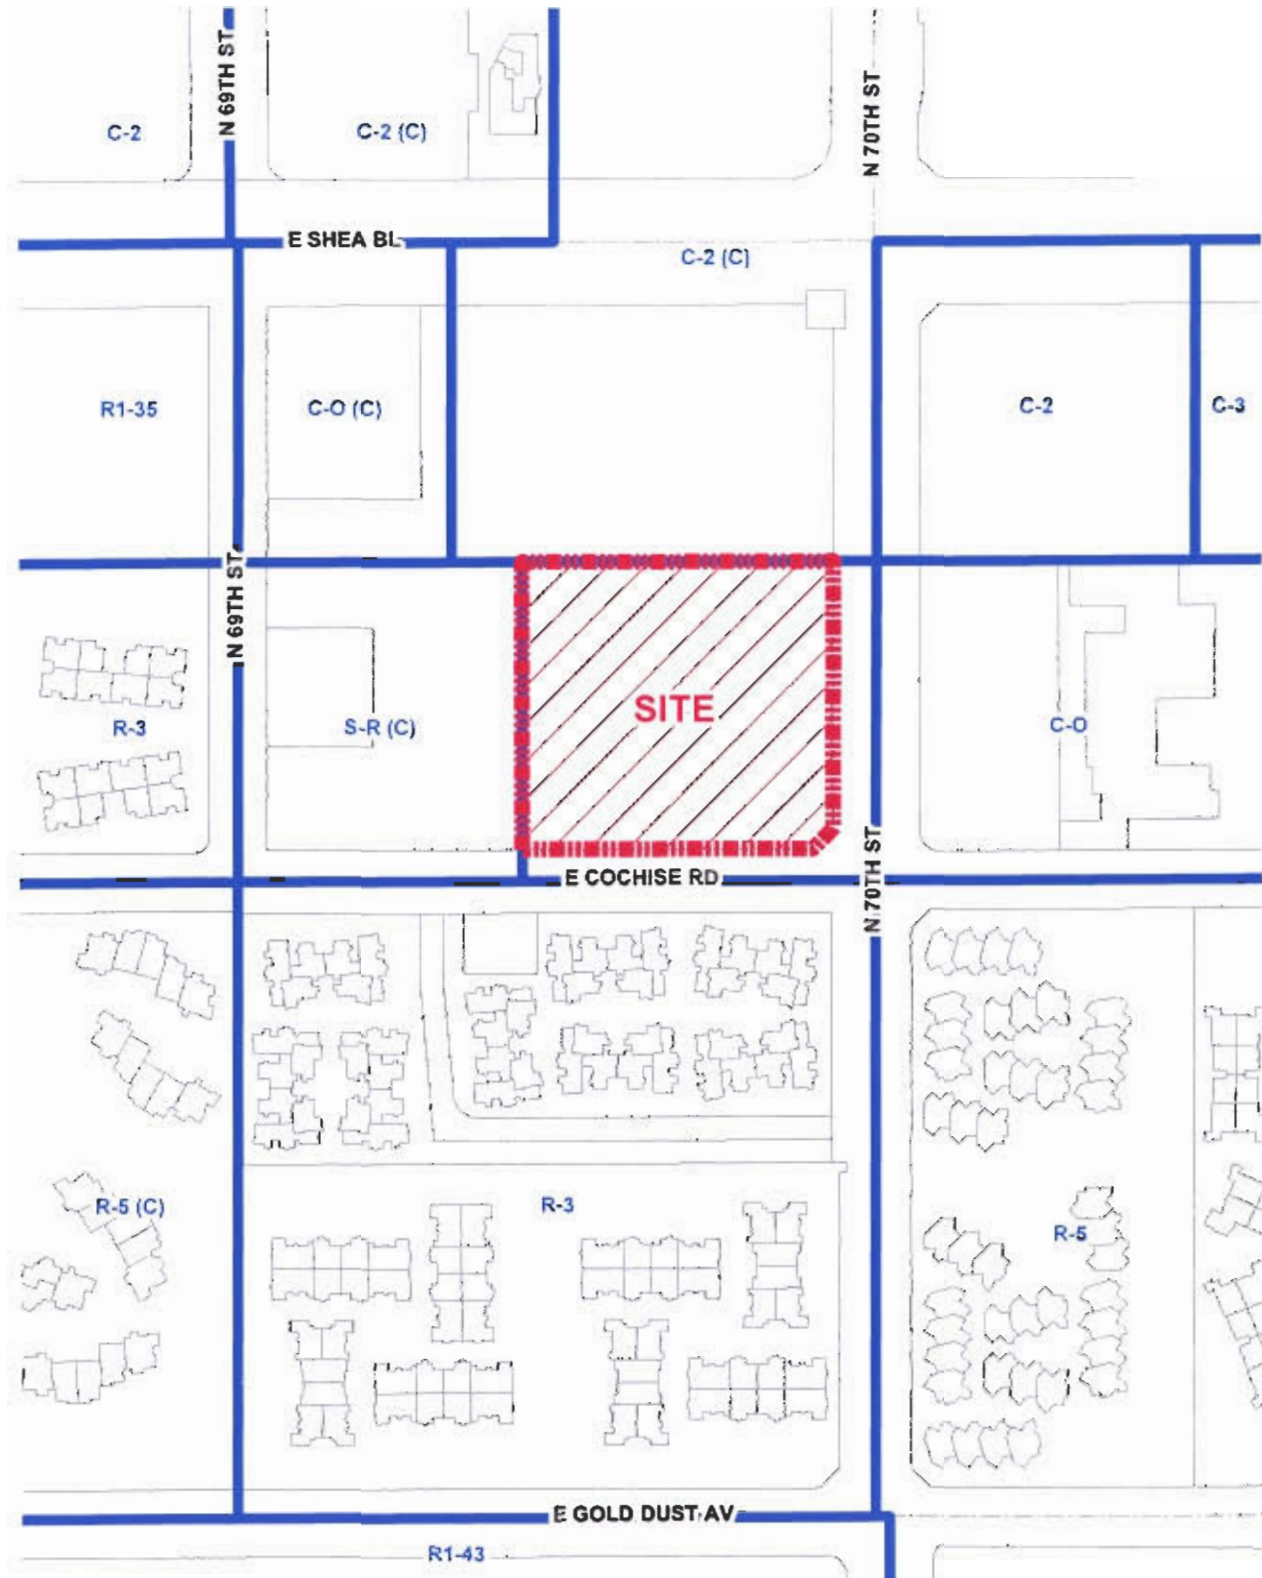 N 69TH ST
N 70TH ST
C-2
C-2 (C)
E SHEA BL
C-2 (C)
R1-35
C-O (C)
C-2
C-3
N 69TH ST
SITE
R-3
S-R (C)
C-O
N 70TH ST
E COCHISE RD
R-5 (C)
R-3
R-5
E GOLD DUST AV
R1-43